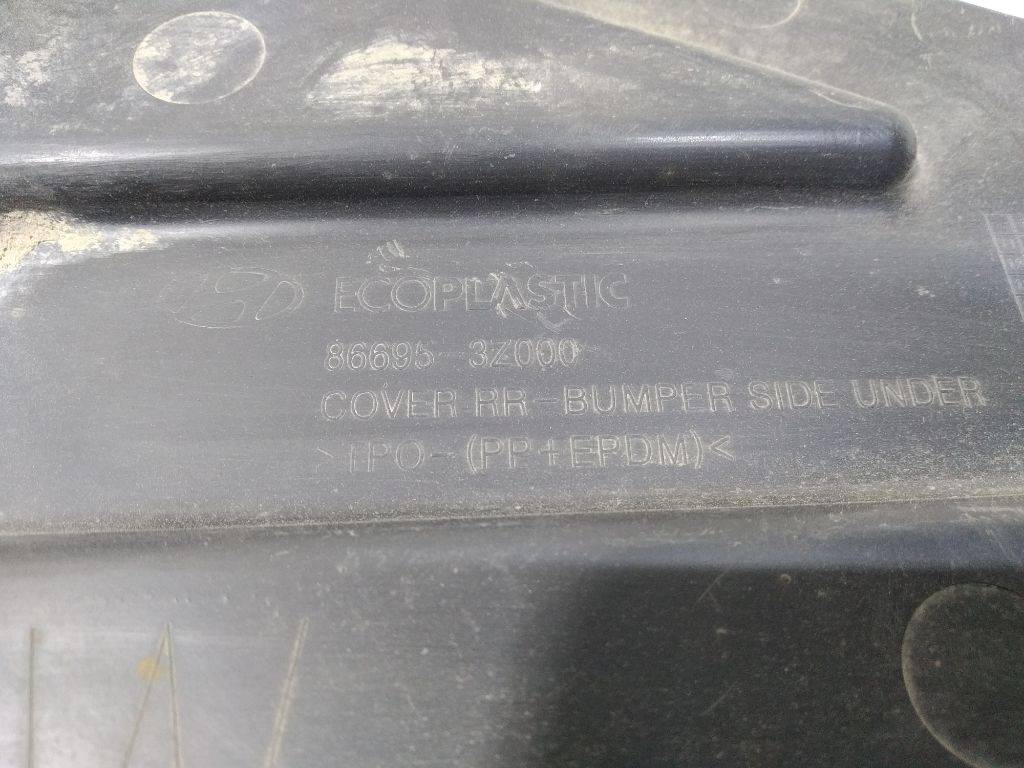 ECOPLASTIC
86695-3Z000
COVER RR-BUMPER SIDE UNDER
>TPO-(PP+EPDM)<